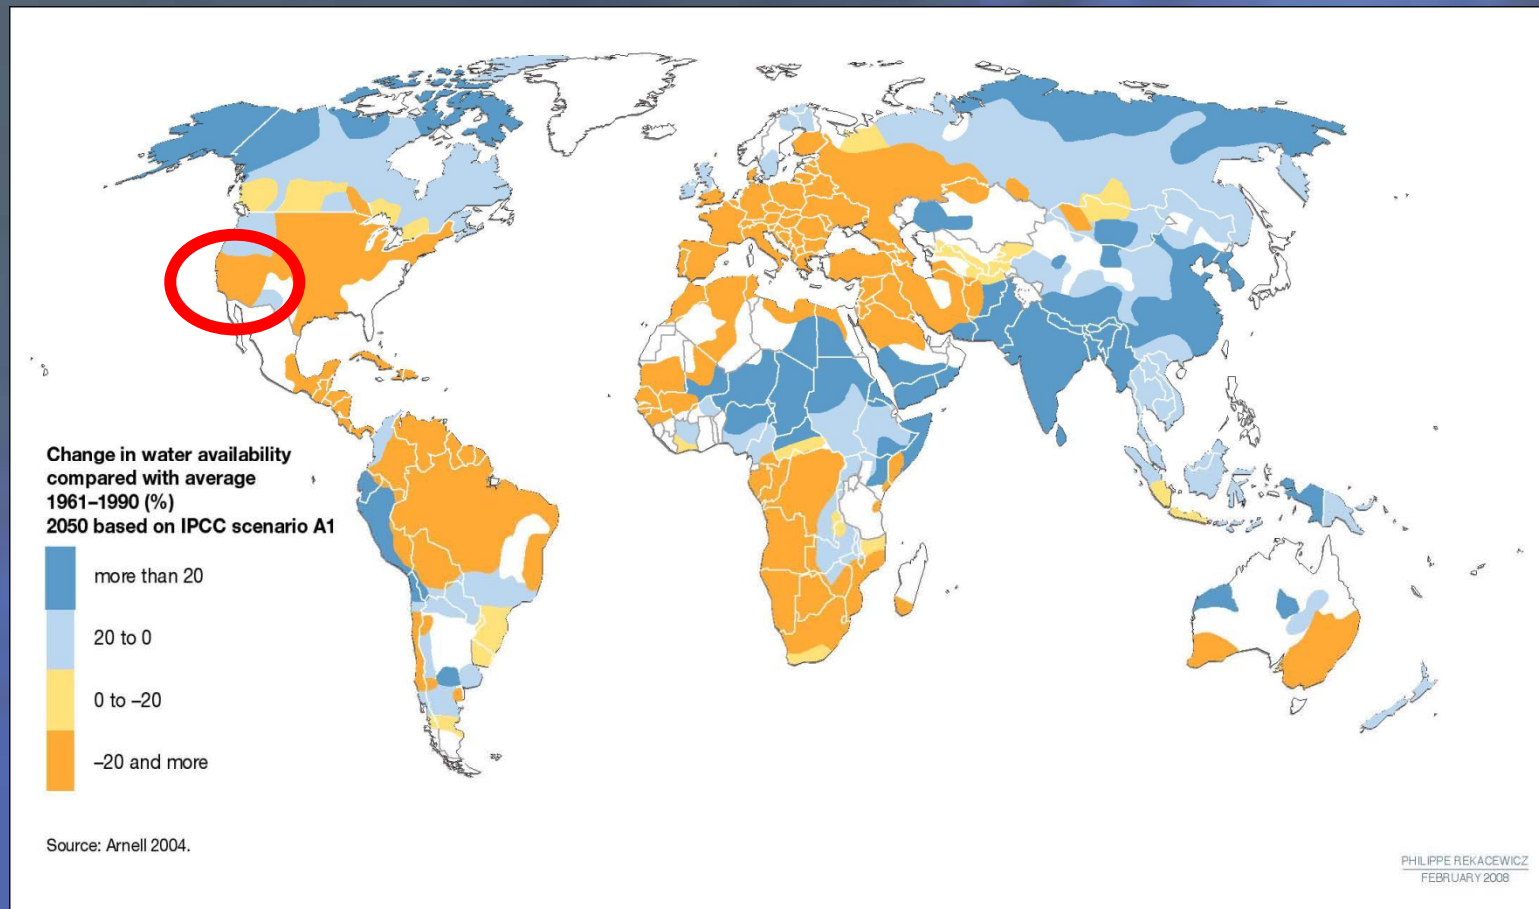 Change in water availability
compared with average
1961–1990 (%)
2050 based on IPCC scenario A1
more than 20
20 to 0
0 to –20
–20 and more
Source: Arnell 2004.
PHILIPPE REKACEWICZ
FEBRUARY 2008